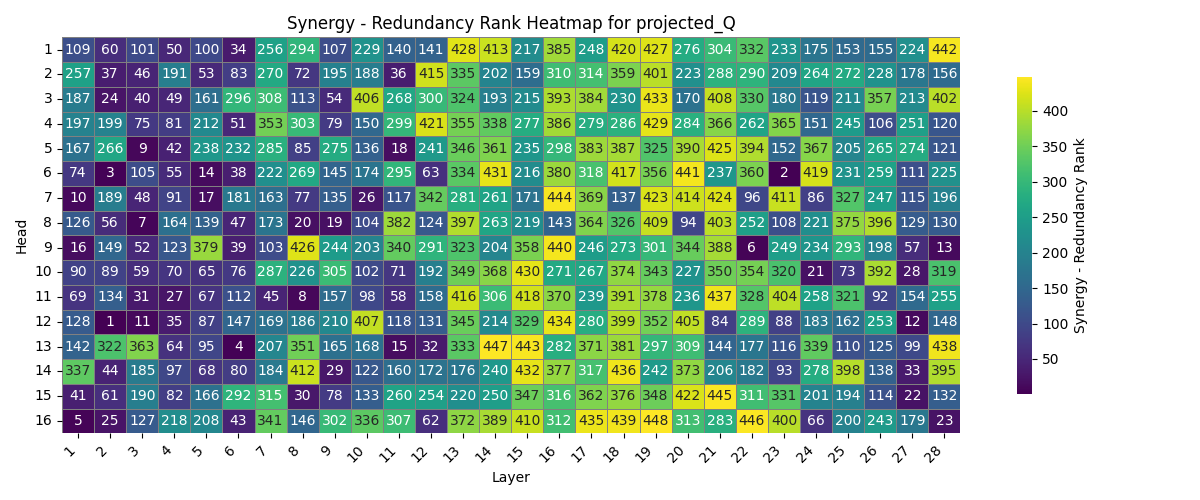 Synergy - Redundancy Rank Heatmap for projected_Q
1 109 60 101 50 100 34 256 294 107 229 140 141 428 413 217 385 248 420 427 276 304 332 233 175 153 155 224 442
2 257 37 46 191 53 83 270 72 195 188 36 415 335 202 159 310 314 359 401 223 288 290 209 264 272 228 178 156
3 187 24 40 49 161 296 308 113 54 406 268 300 324 193 215 393 384 230 433 170 408 330 180 119 211 357 213 402
4 197 199 75 81 212 51 353 303 79 150 299 421 355 338 277 386 279 286 429 284 366 262 365 151 245 106 251 120
5 167 266 9 42 238 232 285 85 275 136 18 241 346 361 235 298 383 387 325 390 425 394 152 367 205 265 274 121
6 74 3 105 55 14 38 222 269 145 174 295 63 334 431 216 380 318 417 356 441 237 360 2 419 231 259 111 225
7 10 189 48 91 17 181 163 77 135 26 117 342 281 261 171 444 369 137 423 414 424 96 411 86 327 247 115 196
8 126 56 7 164 139 47 173 20 19 104 382 124 397 263 219 143 364 326 409 94 403 252 108 221 375 396 129 130
9 16 149 52 123 379 39 103 426 244 203 340 291 323 204 358 440 246 273 301 344 388 6 249 234 293 198 57 13
10 90 89 59 70 65 76 287 226 305 102 71 192 349 368 430 271 267 374 343 227 350 354 320 21 73 392 28 319
11 69 134 31 27 67 112 45 8 157 98 58 158 416 306 418 370 239 391 378 236 437 328 404 258 321 92 154 255
12 128 1 11 35 87 147 169 186 210 407 118 131 345 214 329 434 280 399 352 405 84 289 88 183 162 253 12 148
13 142 322 363 64 95 4 207 351 165 168 15 32 333 447 443 282 371 381 297 309 144 177 116 339 110 125 99 438
14 337 44 185 97 68 80 184 412 29 122 160 172 176 240 432 377 317 436 242 373 206 182 93 278 398 138 33 395
15 41 61 190 82 166 292 315 30 78 133 260 254 220 250 347 316 362 376 348 422 445 311 331 201 194 114 22 132
16 5 25 127 218 208 43 341 146 302 336 307 62 372 389 410 312 435 439 448 313 283 446 400 66 200 243 179 23
1 2 3 4 5 6 7 8 9 10 11 12 13 14 15 16 17 18 19 20 21 22 23 24 25 26 27 28
Layer
Head
400
350
300
250
200
150
100
50
Synergy - Redundancy Rank